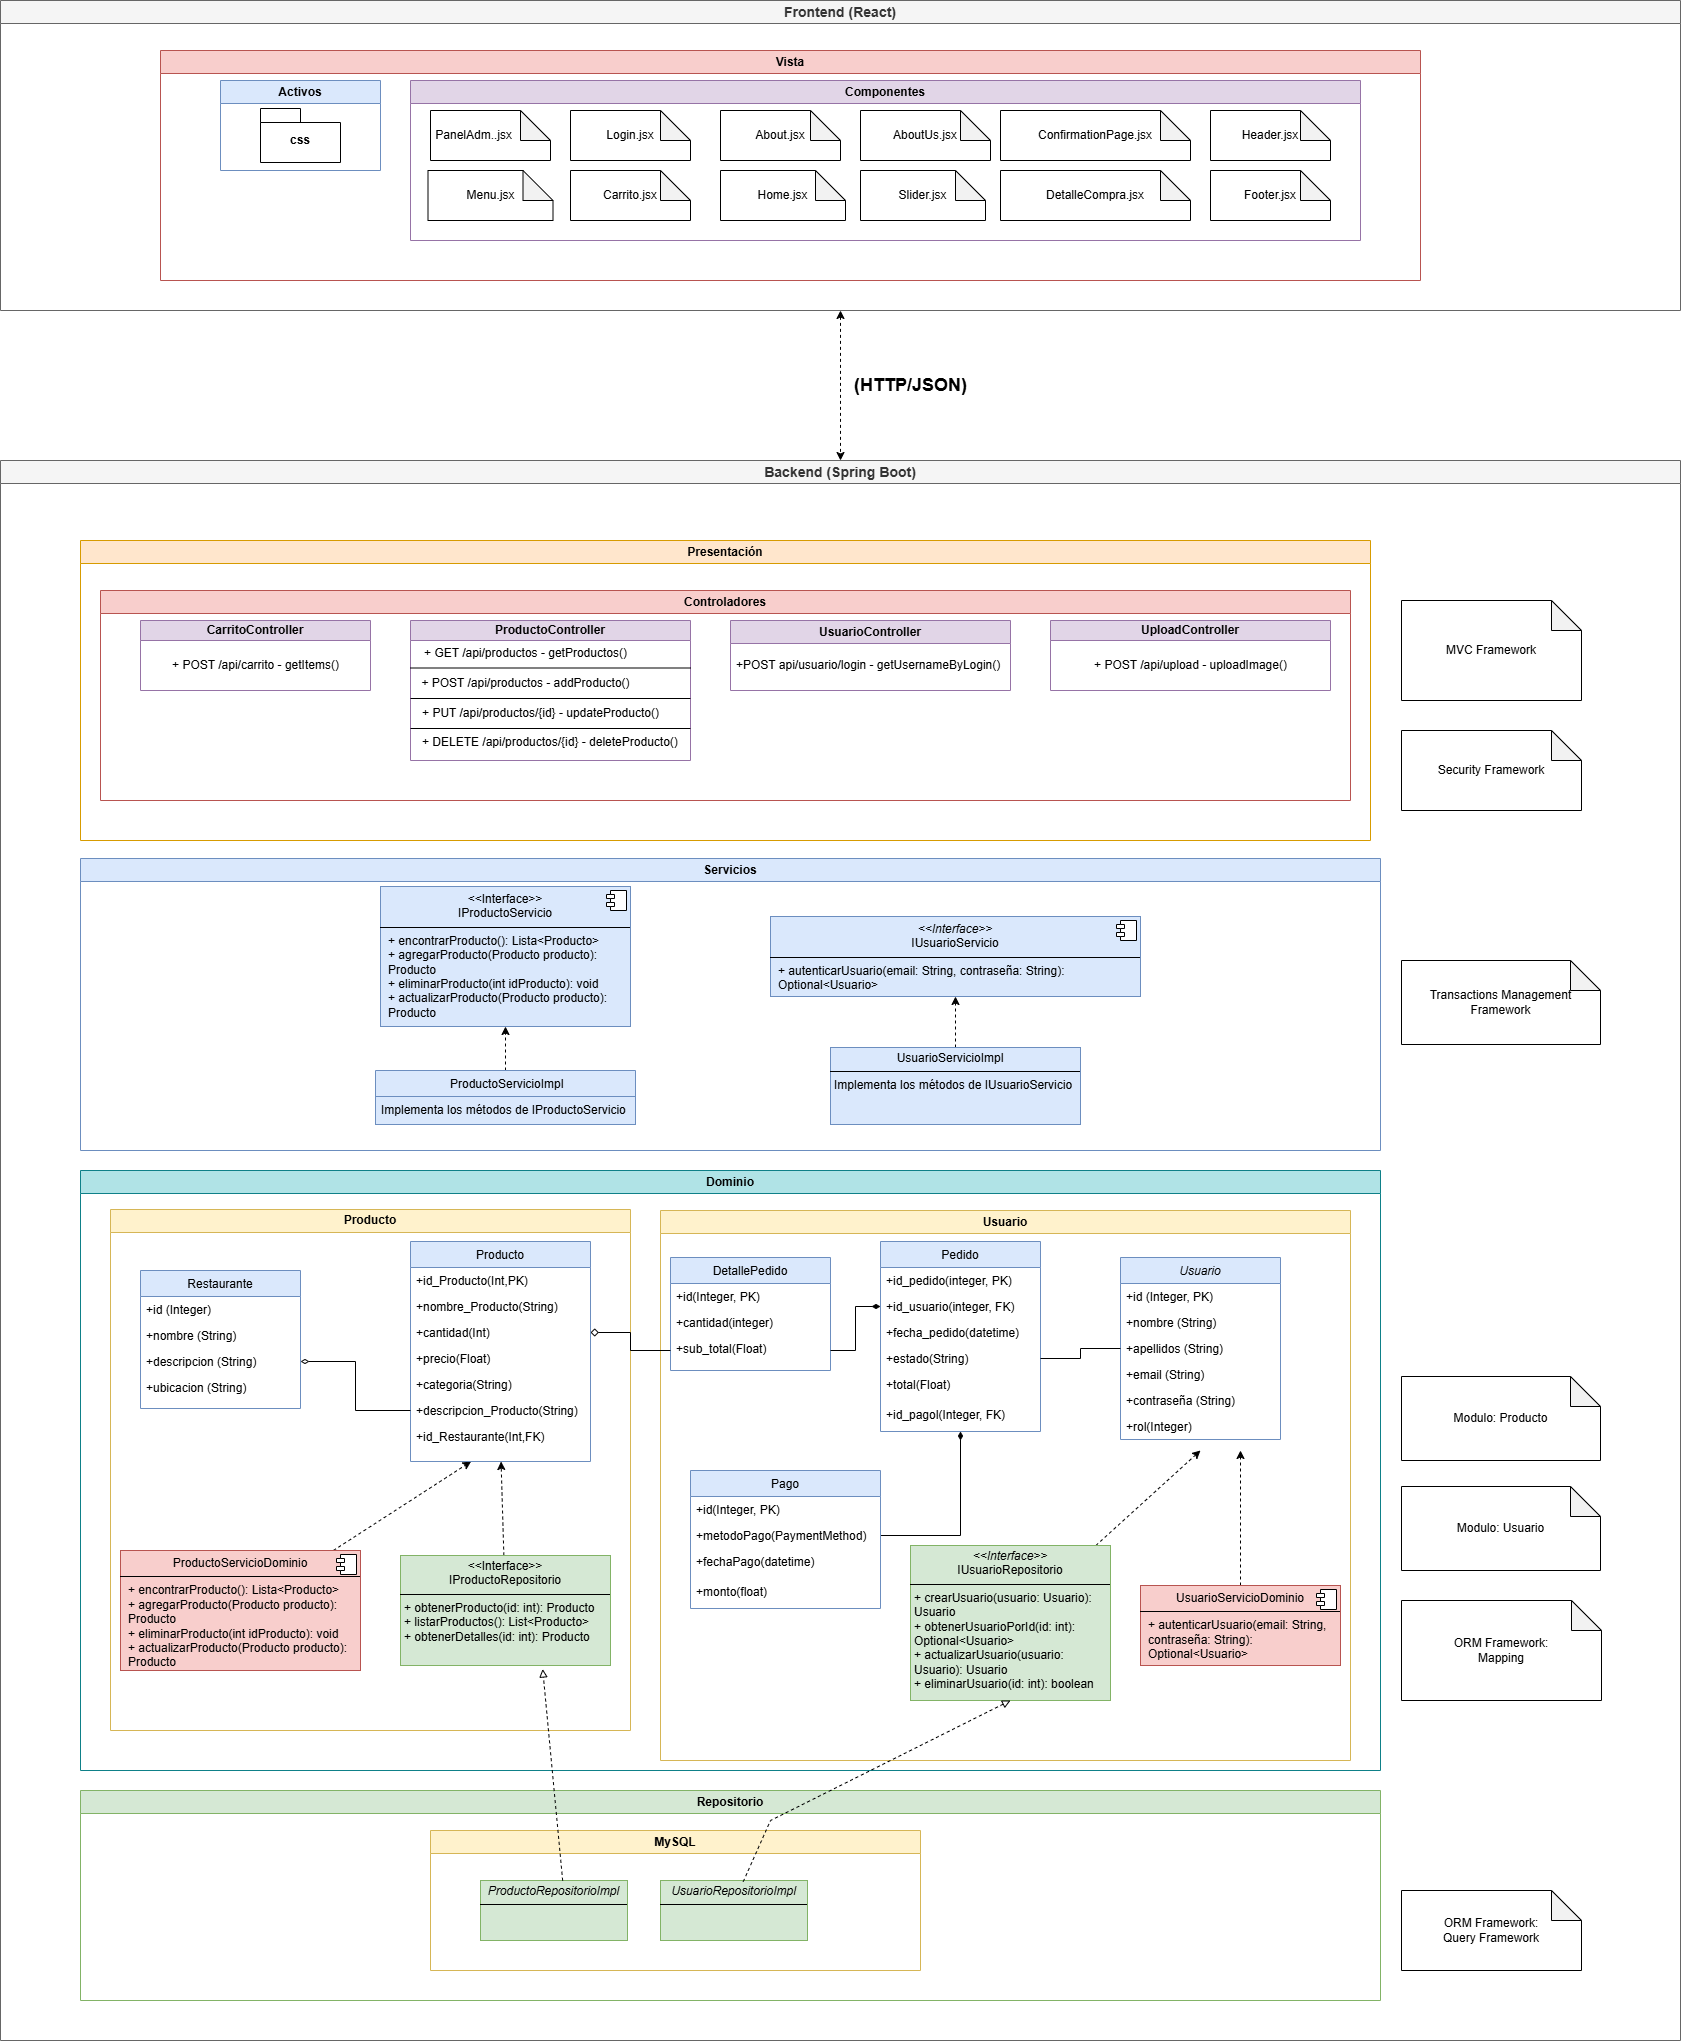 Frontend (React)
Vista
Activos
css
Componentes
PanelAdm..jsx
Login.jsx
About.jsx
AboutUs.jsx
ConfirmationPage.jsx
Header.jsx
Menu.jsx
Carrito.jsx
Home.jsx
Slider.jsx
DetalleCompra.jsx
Footer.jsx
(HTTP/JSON)
Backend (Spring Boot)
Presentación
Controladores
CarritoController
+ POST /api/carrito - getItems()
ProductoController
+ GET /api/productos - getProductos()
+ POST /api/productos - addProducto()
+ PUT /api/productos/{id} - updateProducto()
+ DELETE /api/productos/{id} - deleteProducto()
UsuarioController
+POST api/usuario/login - getUsernameByLogin()
UploadController
+ POST /api/upload - uploadImage()
MVC Framework
Security Framework
Servicios
<<Interface>>
IProductoServicio
+ encontrarProducto(): Lista<Producto>
+ agregarProducto(Producto producto):
Producto
+ eliminarProducto(int idProducto): void
+ actualizarProducto(Producto producto):
Producto
ProductoServicioImpl
Implementa los métodos de IProductoServicio
<<Interface>>
IUsuarioServicio
+ autenticarUsuario(email: String, contraseña: String):
Optional<Usuario>
UsuarioServicioImpl
Implementa los métodos de IUsuarioServicio
Transactions Management
Framework
Dominio
Producto
Restaurante
+id (Integer)
+nombre (String)
+descripcion (String)
+ubicacion (String)
Producto
+id_Producto(Int,PK)
+nombre_Producto(String)
+cantidad(Int)
+precio(Float)
+categoria(String)
+descripcion_Producto(String)
+id_Restaurante(Int,FK)
ProductoServicioDominio
+ encontrarProducto(): Lista<Producto>
+ agregarProducto(Producto producto):
Producto
+ eliminarProducto(int idProducto): void
+ actualizarProducto(Producto producto):
Producto
<<Interface>>
IProductoRepositorio
+ obtenerProducto(id: int): Producto
+ listarProductos(): List<Producto>
+ obtenerDetalles(id: int): Producto
Usuario
DetallePedido
+id(Integer, PK)
+cantidad(integer)
+sub_total(Float)
Pedido
+id_pedido(integer, PK)
+id_usuario(integer, FK)
+fecha_pedido(datetime)
+estado(String)
+total(Float)
+id_pagol(Integer, FK)
Usuario
+id (Integer, PK)
+nombre (String)
+apellidos (String)
+email (String)
+contraseña (String)
+rol(Integer)
Pago
+id(Integer, PK)
+metodoPago(PaymentMethod)
+fechaPago(datetime)
+monto(float)
<<Interface>>
IUsuarioRepositorio
+ crearUsuario(usuario: Usuario):
Usuario
+ obtenerUsuarioPorId(id: int):
Optional<Usuario>
+ actualizarUsuario(usuario:
Usuario): Usuario
+ eliminarUsuario(id: int): boolean
UsuarioServicioDominio
+ autenticarUsuario(email: String,
contraseña: String):
Optional<Usuario>
Modulo: Producto
Modulo: Usuario
ORM Framework:
Mapping
Repositorio
MySQL
ProductoRepositorioImpl
UsuarioRepositorioImpl
ORM Framework:
Query Framework